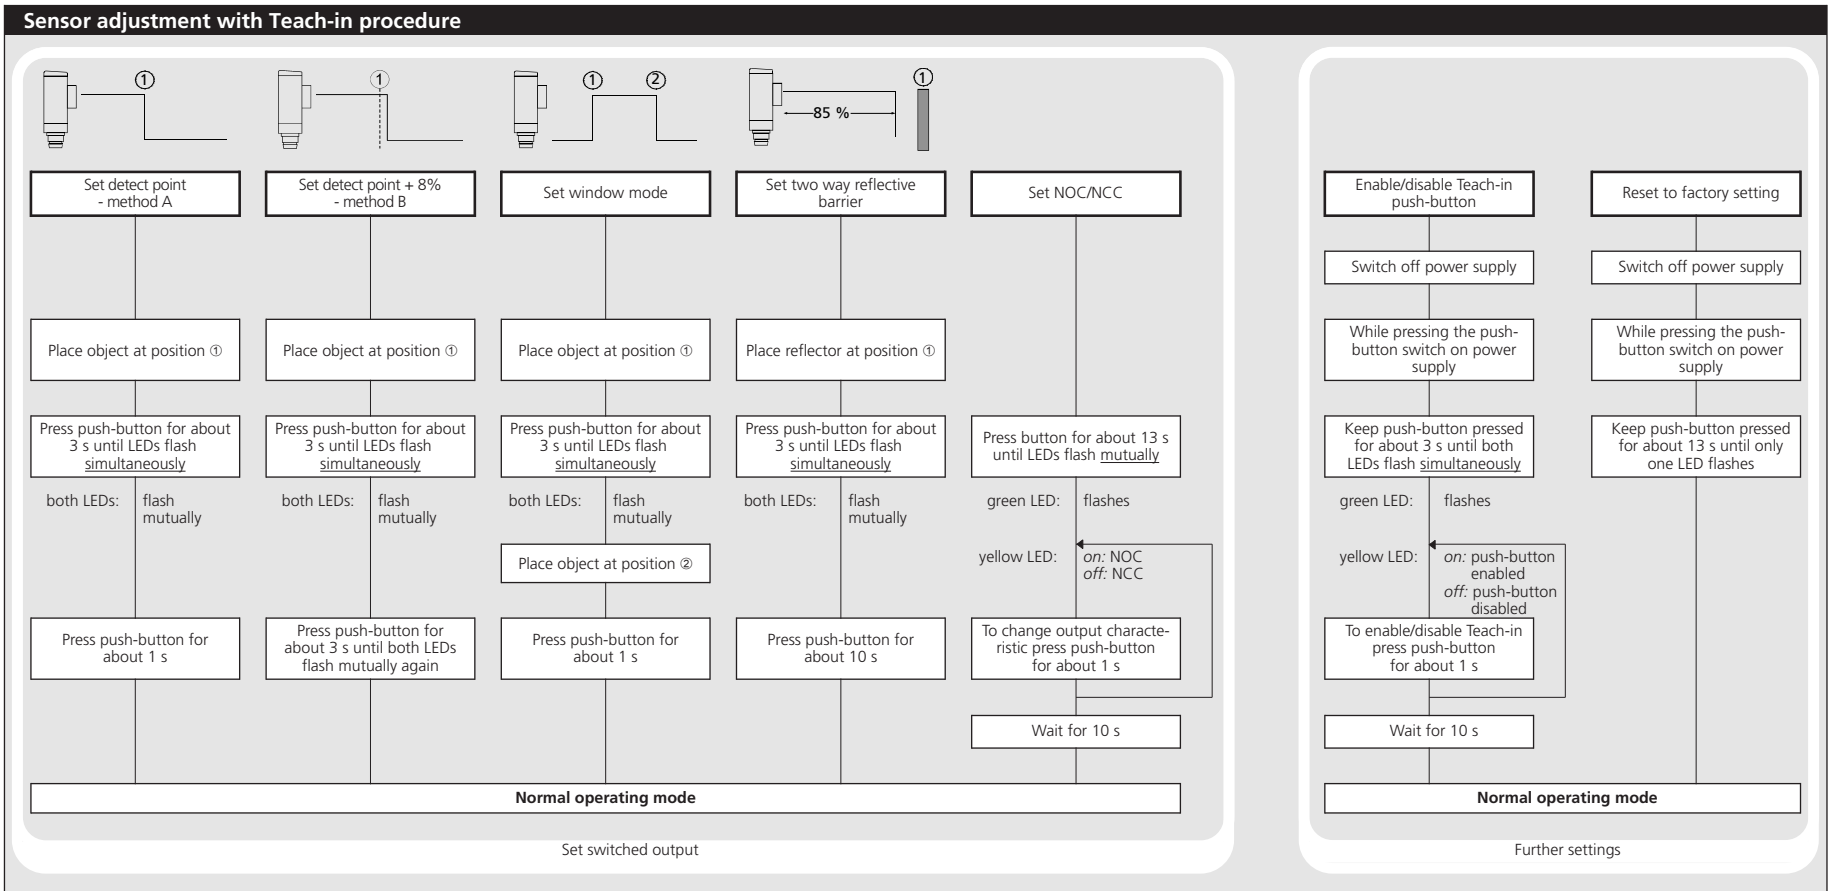 Sensor adjustment with Teach-in procedure
①
①
① ②
①
85 %
Set detect point
- method A
Place object at position ①
Press push-button for about
3 s until LEDs flash
simultaneously
both LEDs: flash
mutually
Press push-button for
about 1 s
Set detect point + 8%
- method B
Place object at position ①
Press push-button for about
3 s until LEDs flash
simultaneously
both LEDs: flash
mutually
Press push-button for
about 3 s until both LEDs
flash mutually again
Set window mode
Place object at position ①
Press push-button for about
3 s until LEDs flash
simultaneously
both LEDs: flash
mutually
Place object at position ②
Press push-button for
about 1 s
Set two way reflective
barrier
Place reflector at position ①
Press push-button for about
3 s until LEDs flash
simultaneously
both LEDs: flash
mutually
Press push-button for
about 10 s
Set NOC/NCC
Press button for about 13 s
until LEDs flash mutually
green LED: flashes
yellow LED: on: NOC
off: NCC
To change output characte-
ristic press push-button
for about 1 s
Wait for 10 s
Normal operating mode
Set switched output
Enable/disable Teach-in
push-button
Switch off power supply
While pressing the push-
button switch on power
supply
Keep push-button pressed
for about 3 s until both
LEDs flash simultaneously
green LED: flashes
yellow LED: on: push-button
enabled
off: push-button
disabled
To enable/disable Teach-in
press push-button
for about 1 s
Wait for 10 s
Reset to factory setting
Switch off power supply
While pressing the push-
button switch on power
supply
Keep push-button pressed
for about 13 s until only
one LED flashes
Normal operating mode
Further settings